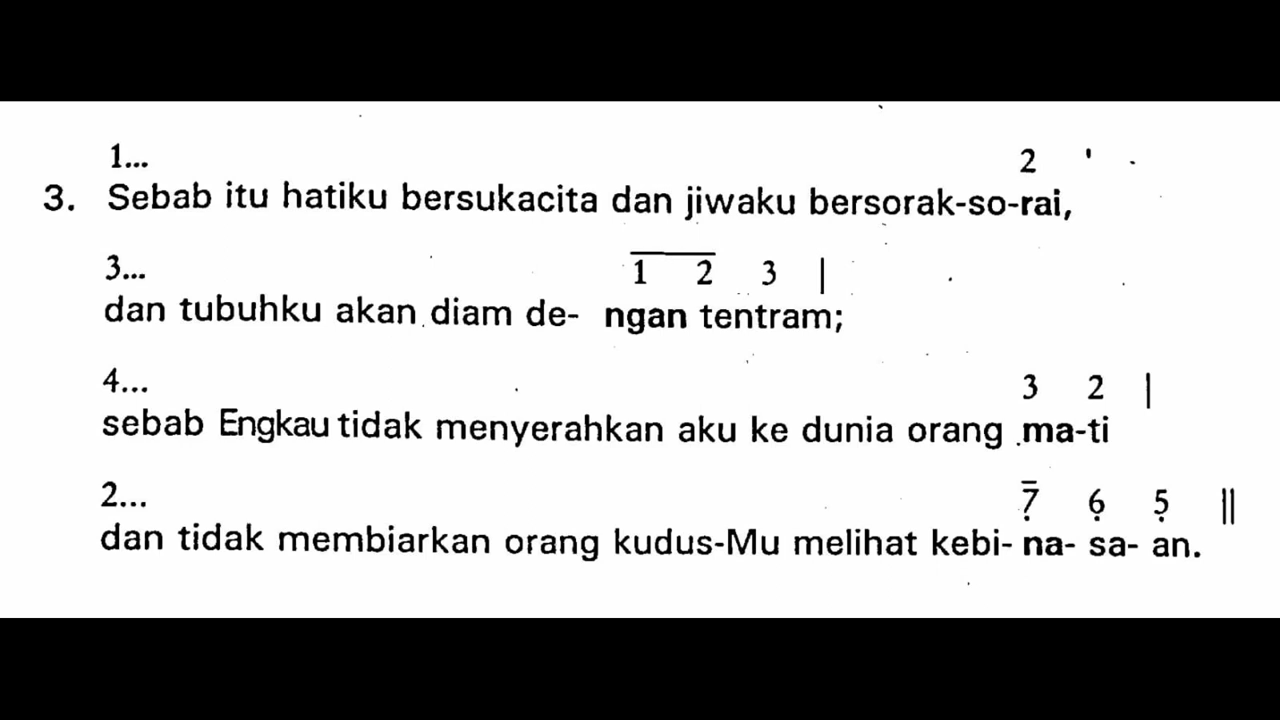 1... 2 '
3. Sebab itu hatiku bersukacita dan jiwaku bersorak-so-rai,
3... 1 2 3 |
dan tubuhku akan diam de- ngan tentram;
4... 3 2 |
sebab Engkau tidak menyerahkan aku ke dunia orang ma-ti
2... 7̣ 6̣ 5̣ ||
dan tidak membiarkan orang kudus-Mu melihat kebi- na- sa- an.